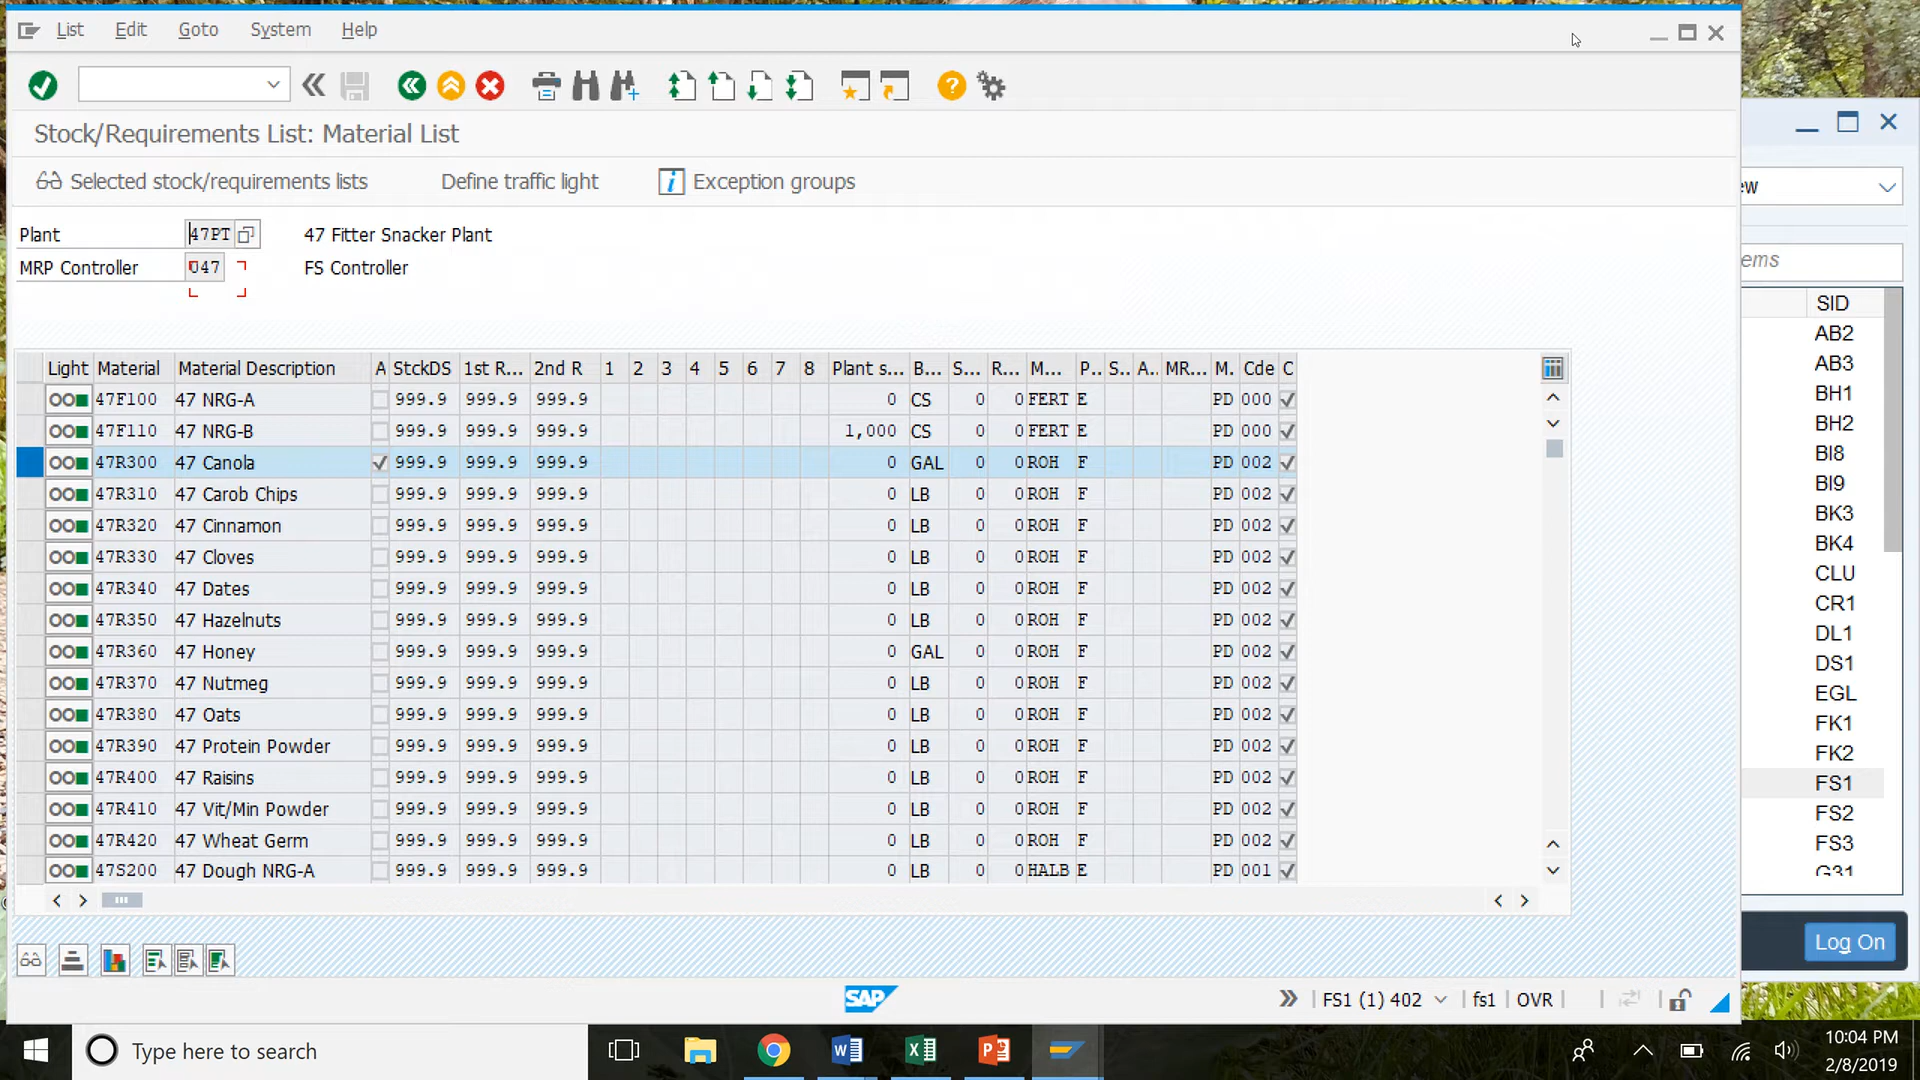 List Edit Goto System Help
Stock/Requirements List: Material List
Selected stock/requirements lists Define traffic light i Exception groups
Plant 47PT 47 Fitter Snacker Plant
MRP Controller 047 FS Controller
Light Material Material Description A StckDS 1st R... 2nd R 1 2 3 4 5 6 7 8 Plant s... B... S... R... M... P.. S.. A.. MR... M. Cde C
47F100 47 NRG-A 999.9 999.9 999.9 0 CS 0 0 FERT E PD 000
47F110 47 NRG-B 999.9 999.9 999.9 1,000 CS 0 0 FERT E PD 000
47R300 47 Canola 999.9 999.9 999.9 0 GAL 0 0 ROH F PD 002
47R310 47 Carob Chips 999.9 999.9 999.9 0 LB 0 0 ROH F PD 002
47R320 47 Cinnamon 999.9 999.9 999.9 0 LB 0 0 ROH F PD 002
47R330 47 Cloves 999.9 999.9 999.9 0 LB 0 0 ROH F PD 002
47R340 47 Dates 999.9 999.9 999.9 0 LB 0 0 ROH F PD 002
47R350 47 Hazelnuts 999.9 999.9 999.9 0 LB 0 0 ROH F PD 002
47R360 47 Honey 999.9 999.9 999.9 0 GAL 0 0 ROH F PD 002
47R370 47 Nutmeg 999.9 999.9 999.9 0 LB 0 0 ROH F PD 002
47R380 47 Oats 999.9 999.9 999.9 0 LB 0 0 ROH F PD 002
47R390 47 Protein Powder 999.9 999.9 999.9 0 LB 0 0 ROH F PD 002
47R400 47 Raisins 999.9 999.9 999.9 0 LB 0 0 ROH F PD 002
47R410 47 Vit/Min Powder 999.9 999.9 999.9 0 LB 0 0 ROH F PD 002
47R420 47 Wheat Germ 999.9 999.9 999.9 0 LB 0 0 ROH F PD 002
47S200 47 Dough NRG-A 999.9 999.9 999.9 0 LB 0 0 HALB E PD 001
SAP FS1 (1) 402 fs1 OVR
ew
ems
SID
AB2
AB3
BH1
BH2
BI8
BI9
BK3
BK4
CLU
CR1
DL1
DS1
EGL
FK1
FK2
FS1
FS2
FS3
G31
Log On
Type here to search
10:04 PM
2/8/2019